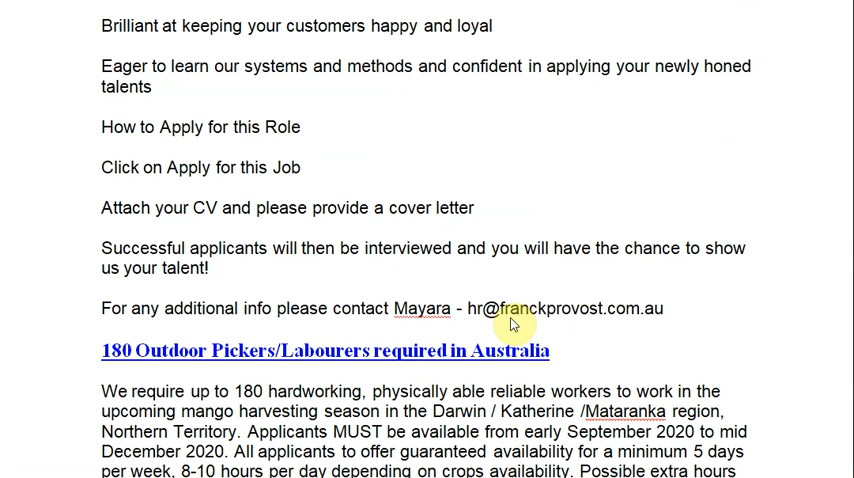 Brilliant at keeping your customers happy and loyal
Eager to learn our systems and methods and confident in applying your newly honed
talents
How to Apply for this Role
Click on Apply for this Job
Attach your CV and please provide a cover letter
Successful applicants will then be interviewed and you will have the chance to show
us your talent!
For any additional info please contact Mayara - hr@franckprovost.com.au
180 Outdoor Pickers/Labourers required in Australia
We require up to 180 hardworking, physically able reliable workers to work in the
upcoming mango harvesting season in the Darwin / Katherine /Mataranka region,
Northern Territory. Applicants MUST be available from early September 2020 to mid
December 2020. All applicants to offer guaranteed availability for a minimum 5 days
per week, 8-10 hours per day depending on crops availability. Possible extra hours